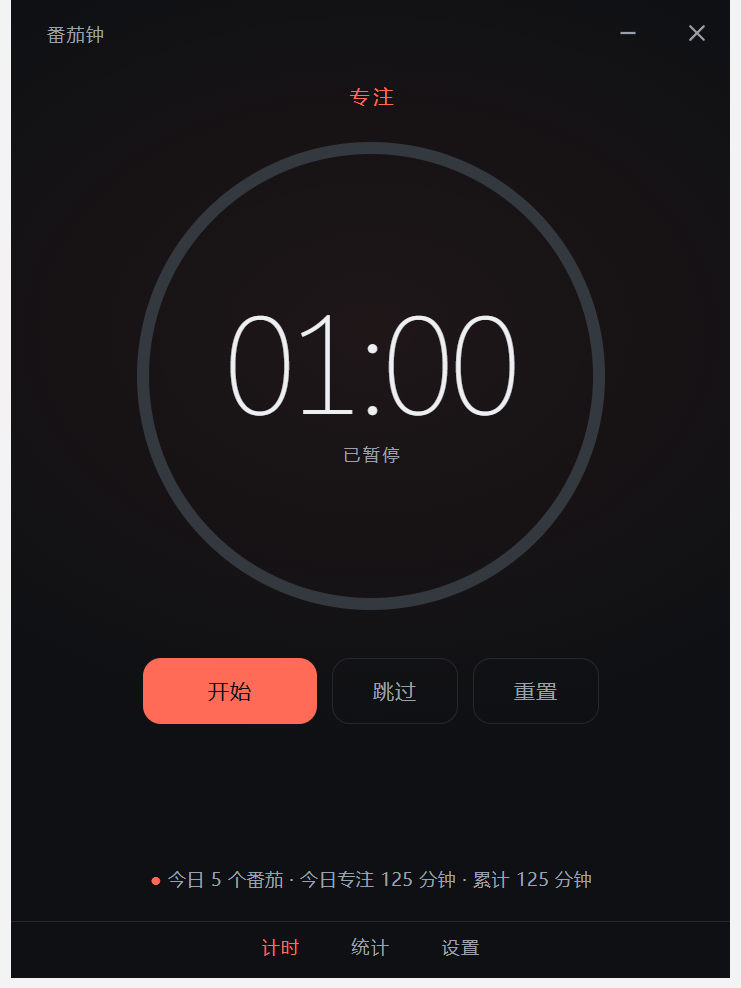 番茄钟
专注
01:00
已暂停
开始 跳过 重置
今日 5 个番茄 · 今日专注 125 分钟 · 累计 125 分钟
计时 统计 设置